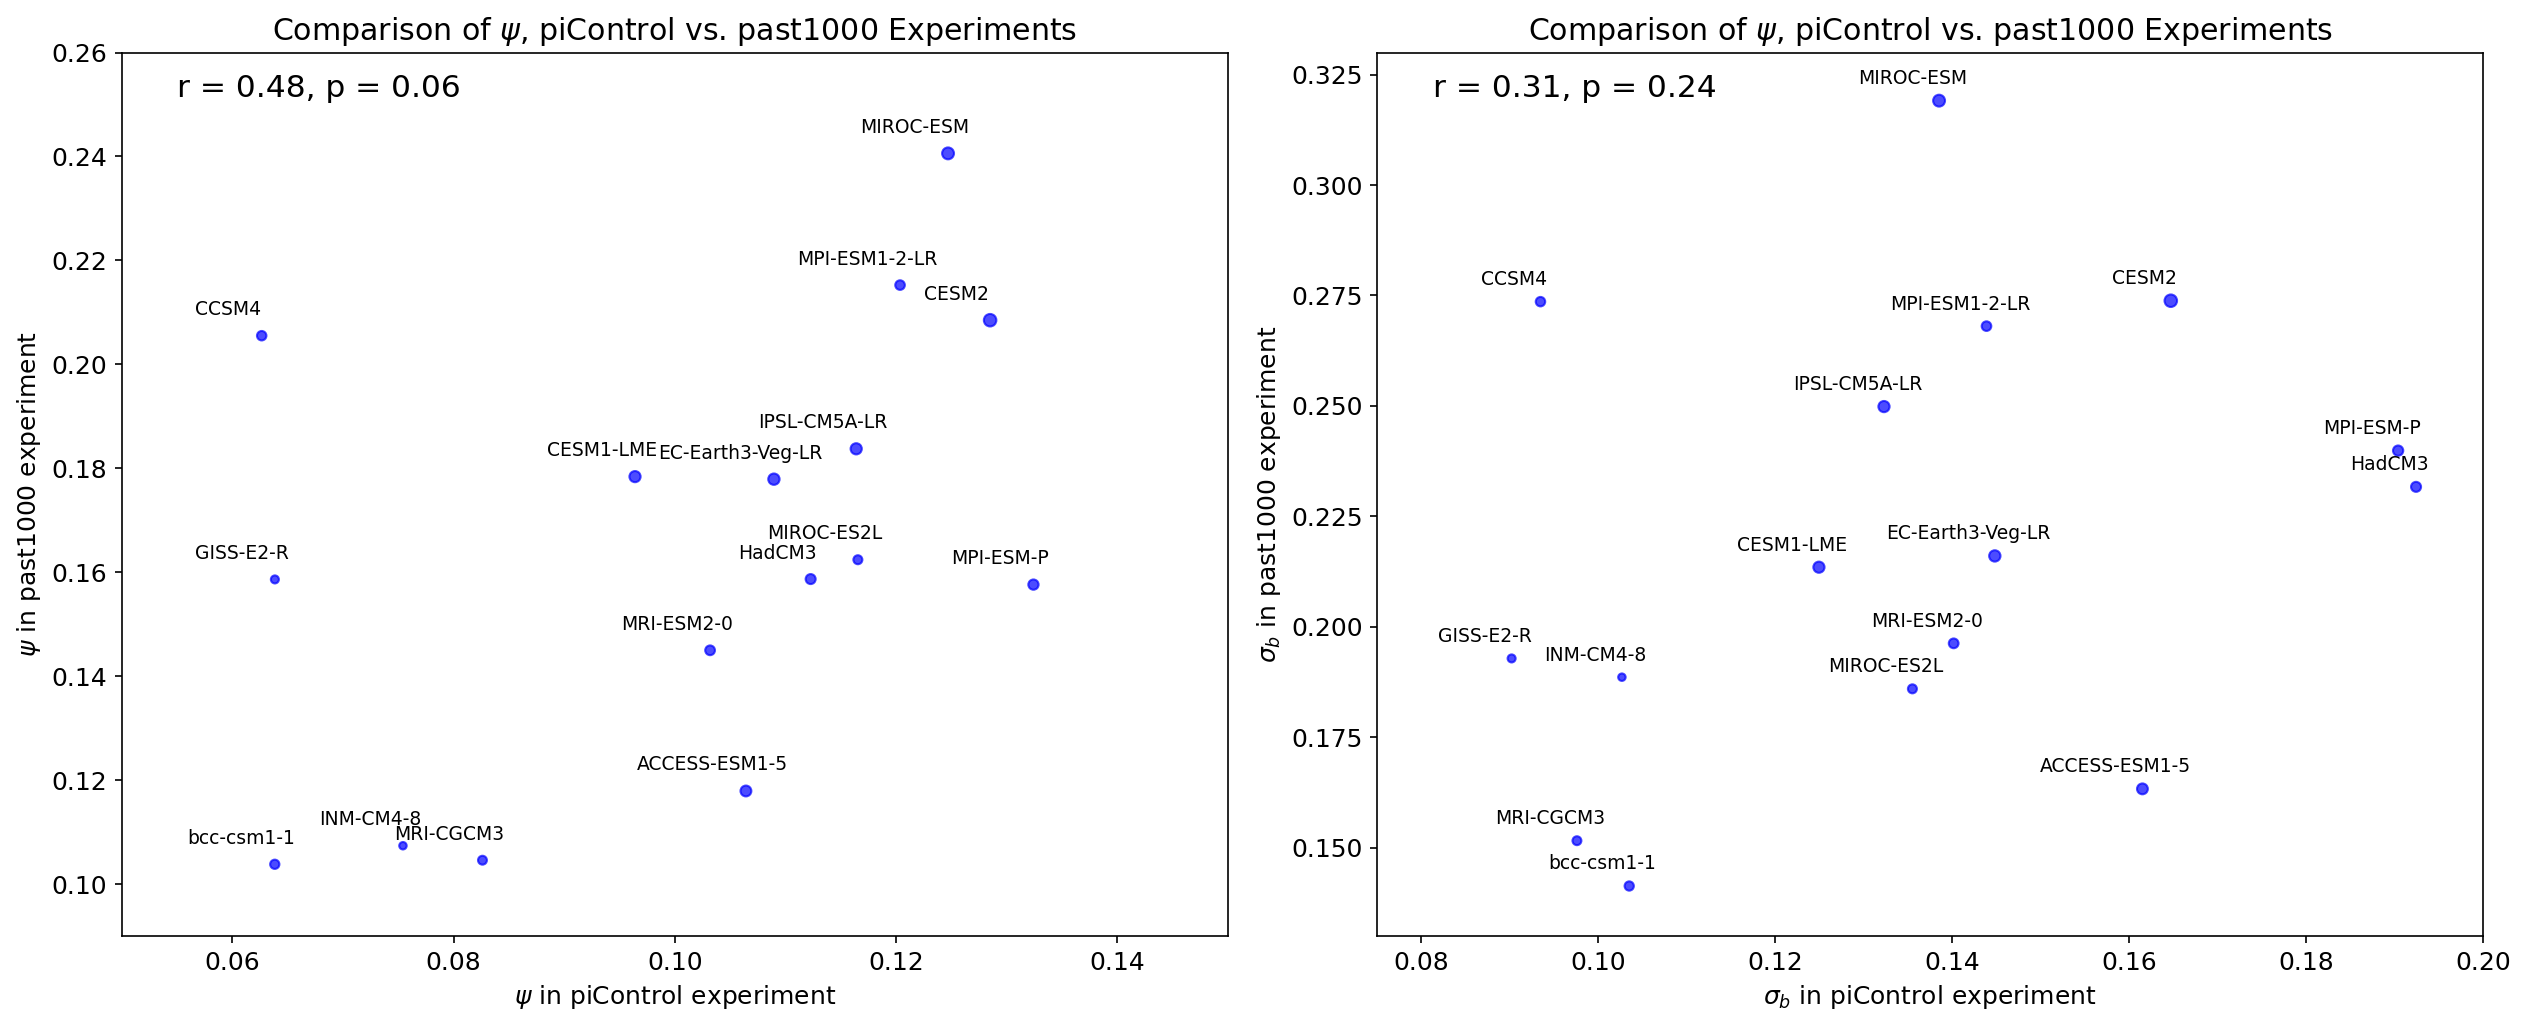 Comparison of ψ, piControl vs. past1000 Experiments
r = 0.48, p = 0.06
0.26
0.24
0.22
0.20
0.18
0.16
0.14
0.12
0.10
ψ in past1000 experiment
MIROC-ESM
MPI-ESM1-2-LR
CESM2
CCSM4
IPSL-CM5A-LR
CESM1-LME
EC-Earth3-Veg-LR
MIROC-ES2L
HadCM3
GISS-E2-R
MPI-ESM-P
MRI-ESM2-0
ACCESS-ESM1-5
INM-CM4-8
MRI-CGCM3
bcc-csm1-1
0.06 0.08 0.10 0.12 0.14
ψ in piControl experiment
Comparison of ψ, piControl vs. past1000 Experiments
r = 0.31, p = 0.24
0.325
0.300
0.275
0.250
0.225
0.200
0.175
0.150
σb in past1000 experiment
MIROC-ESM
CCSM4
CESM2
MPI-ESM1-2-LR
IPSL-CM5A-LR
MPI-ESM-P
HadCM3
EC-Earth3-Veg-LR
CESM1-LME
MRI-ESM2-0
GISS-E2-R
INM-CM4-8
MIROC-ES2L
ACCESS-ESM1-5
MRI-CGCM3
bcc-csm1-1
0.08 0.10 0.12 0.14 0.16 0.18 0.20
σb in piControl experiment